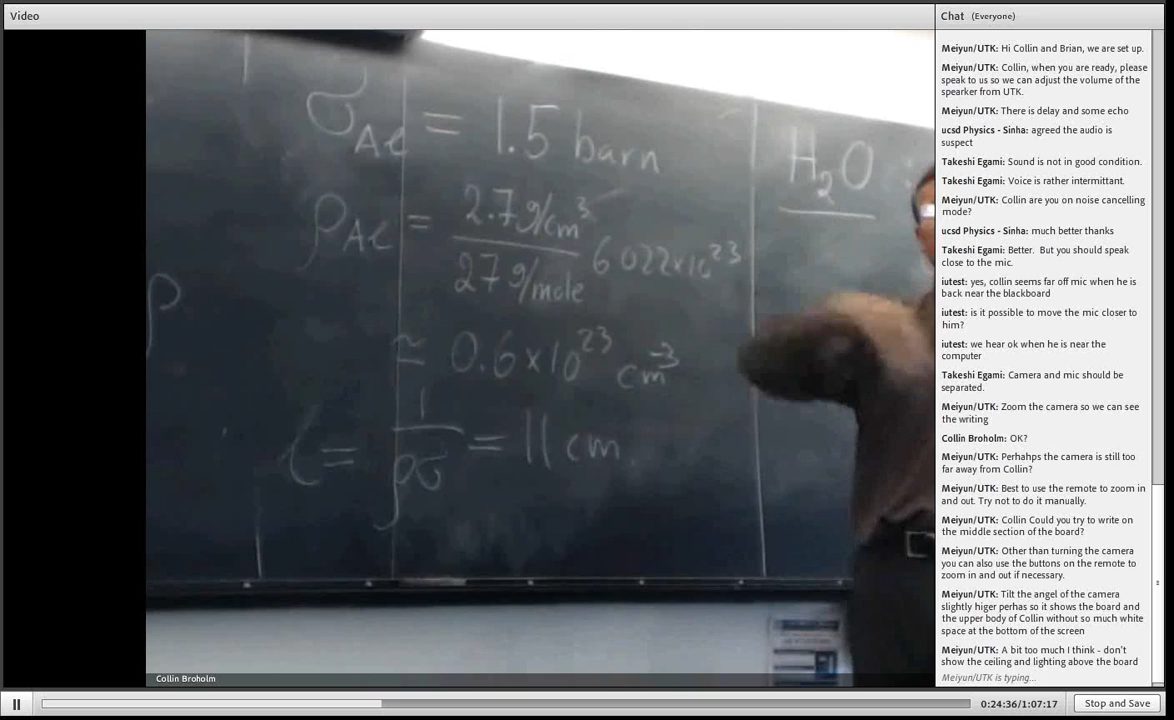 Video
σAl = 1.5 barn
ρAl = 2.7 g/cm³
27 g/mole
6 022×10²³
≃ 0.6×10²³ cm⁻³
l = 1
ρσ
= 11 cm
H₂O :
ρ
Collin Broholm
Chat (Everyone)
Meiyun/UTK: Hi Collin and Brian, we are set up.
Meiyun/UTK: Collin, when you are ready, please
speak to us so we can adjust the volume of the
spearker from UTK.
Meiyun/UTK: There is delay and some echo
ucsd Physics - Sinha: agreed the audio is
suspect
Takeshi Egami: Sound is not in good condition.
Takeshi Egami: Voice is rather intermittant.
Meiyun/UTK: Collin are you on noise cancelling
mode?
ucsd Physics - Sinha: much better thanks
Takeshi Egami: Better.  But you should speak
close to the mic.
iutest: yes, collin seems far off mic when he is
back near the blackboard
iutest: is it possible to move the mic closer to
him?
iutest: we hear ok when he is near the
computer
Takeshi Egami: Camera and mic should be
separated.
Meiyun/UTK: Zoom the camera so we can see
the writing
Collin Broholm: OK?
Meiyun/UTK: Perhahps the camera is still too
far away from Collin?
Meiyun/UTK: Best to use the remote to zoom in
and out. Try not to do it manually.
Meiyun/UTK: Collin Could you try to write on
the middle section of the board?
Meiyun/UTK: Other than turning the camera
you can also use the buttons on the remote to
zoom in and out if necessary.
Meiyun/UTK: Tilt the angel of the camera
slightly higer perhas so it shows the board and
the upper body of Collin without so much white
space at the bottom of the screen
Meiyun/UTK: A bit too much I think - don't
show the ceiling and lighting above the board
Meiyun/UTK is typing...
0:24:36/1:07:17
Stop and Save